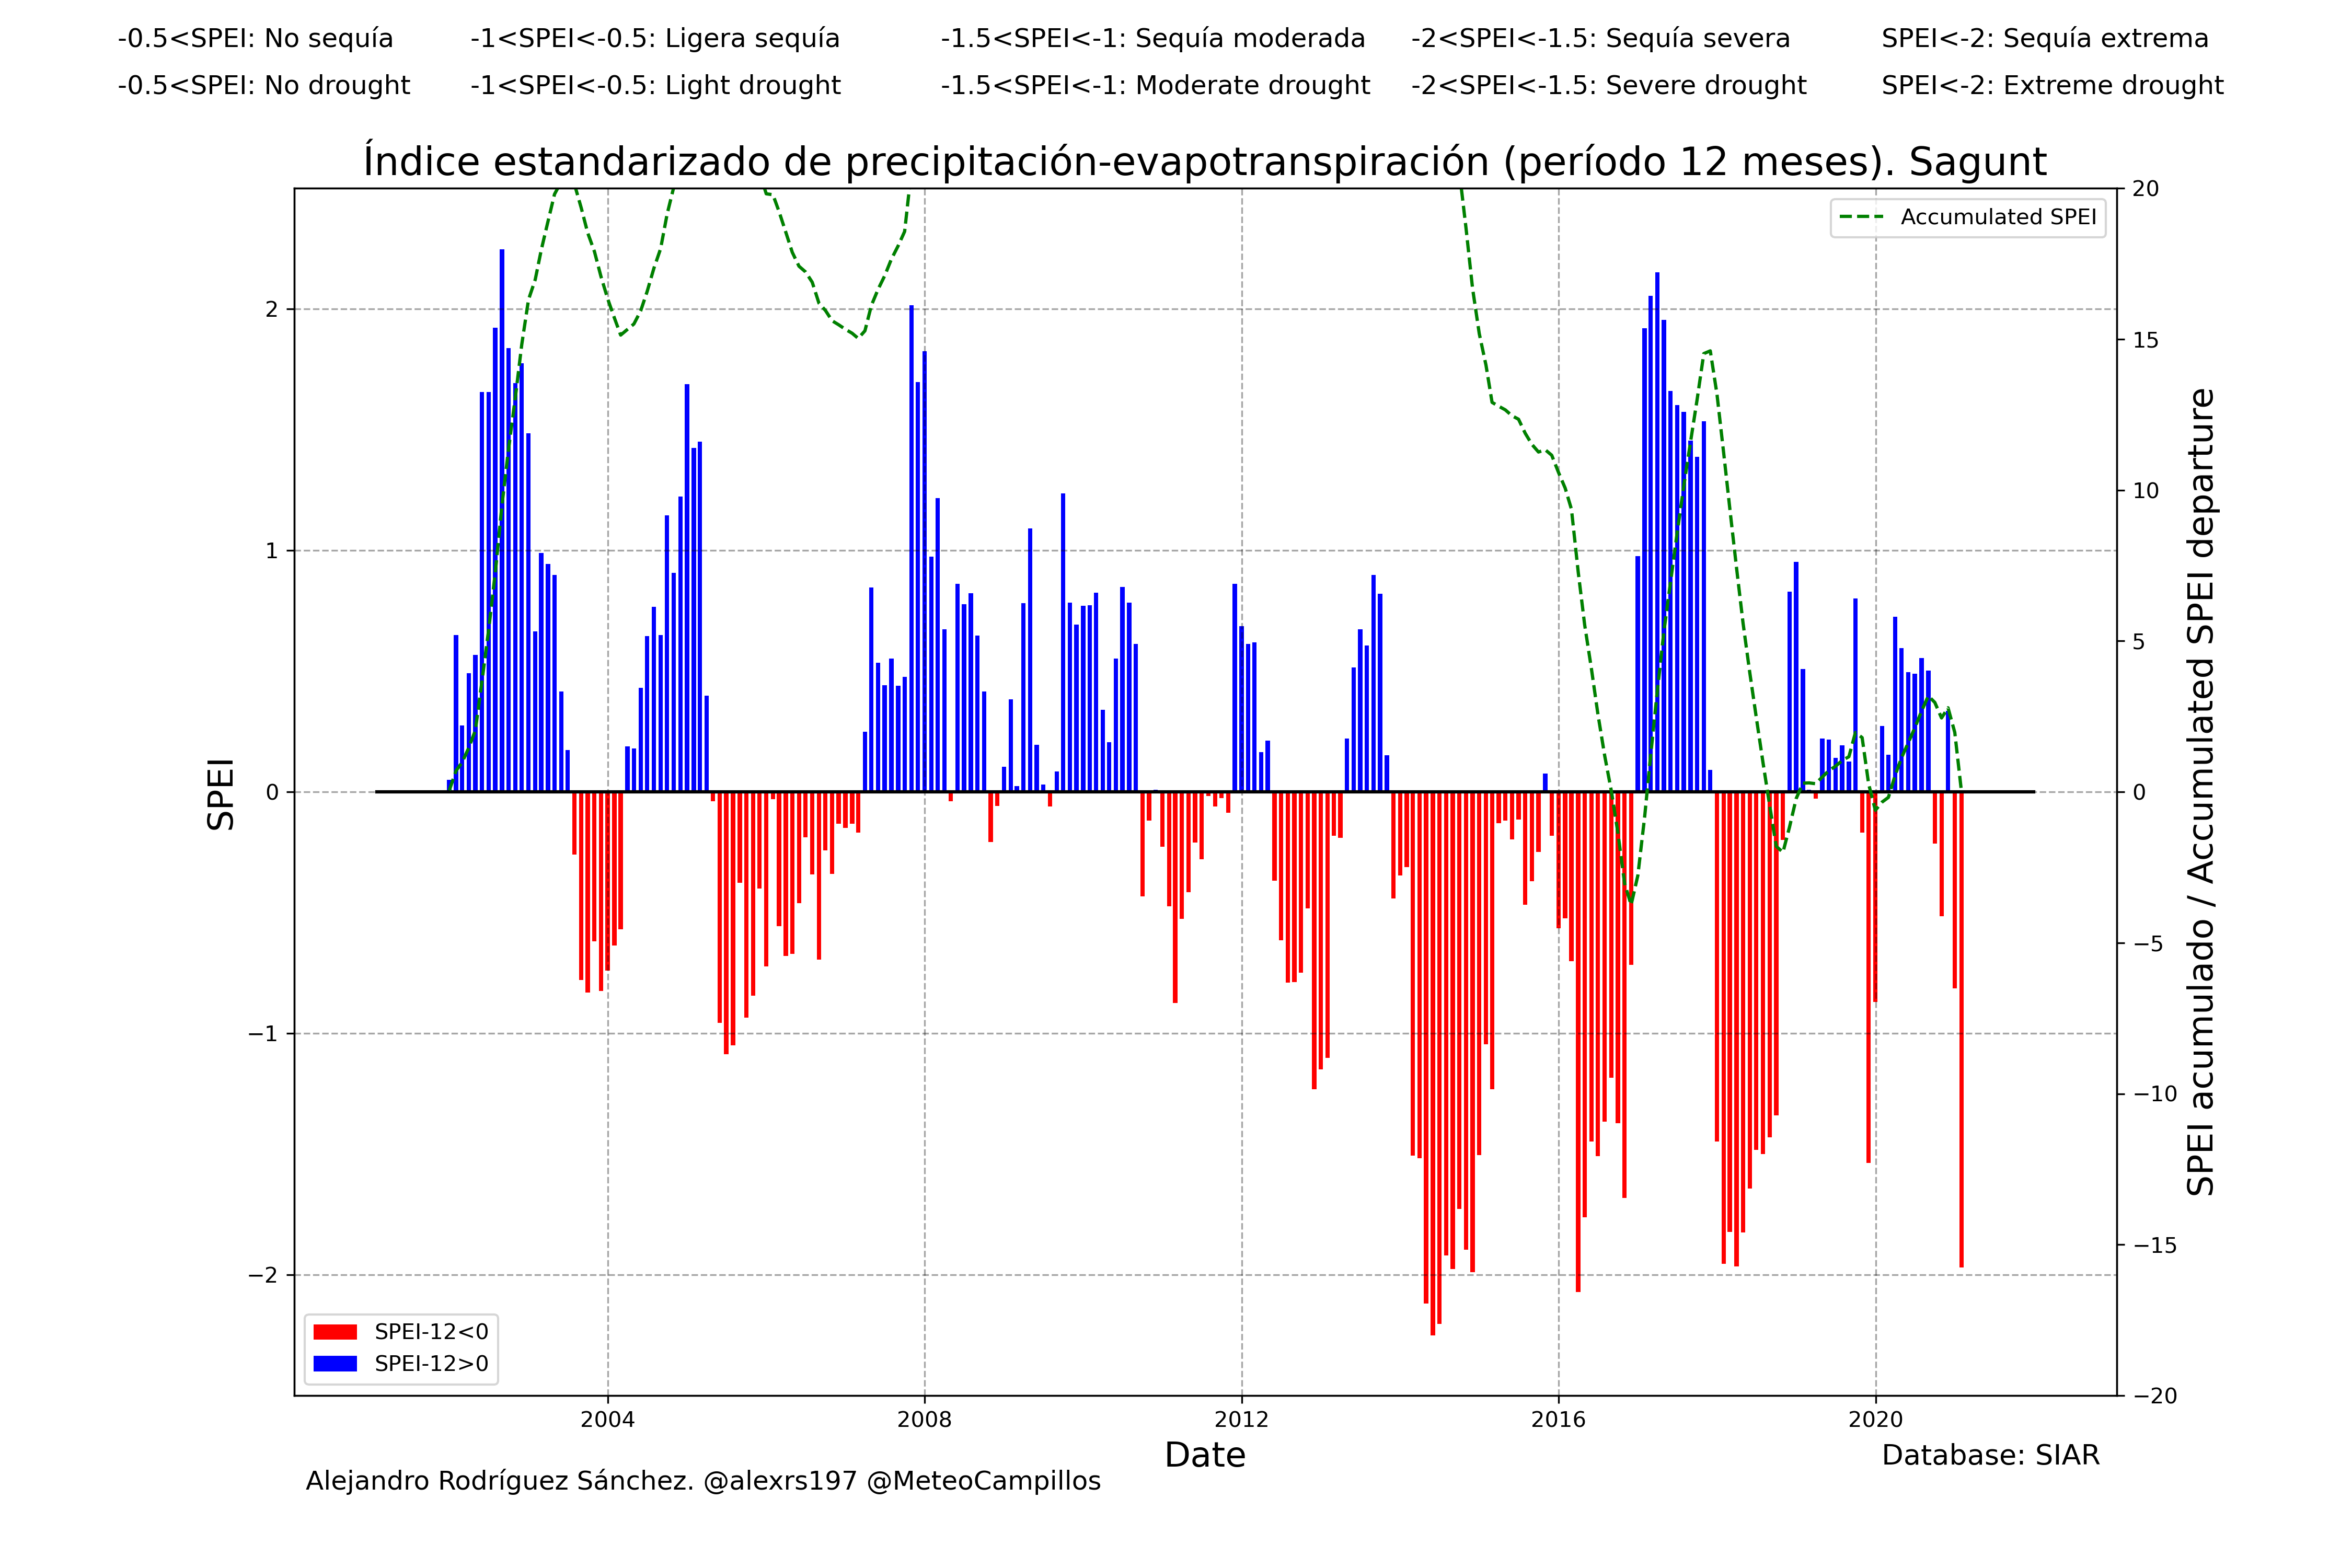 -0.5<SPEI: No sequía -1<SPEI<-0.5: Ligera sequía -1.5<SPEI<-1: Sequía moderada -2<SPEI<-1.5: Sequía severa SPEI<-2: Sequía extrema
-0.5<SPEI: No drought -1<SPEI<-0.5: Light drought -1.5<SPEI<-1: Moderate drought -2<SPEI<-1.5: Severe drought SPEI<-2: Extreme drought
Índice estandarizado de precipitación-evapotranspiración (período 12 meses). Sagunt
SPEI
2
1
0
−1
−2
Accumulated SPEI
20
15
10
5
0
−5
−10
−15
−20
SPEI acumulado / Accumulated SPEI departure
SPEI-12<0
SPEI-12>0
2004 2008 2012 2016 2020
Date
Database: SIAR
Alejandro Rodríguez Sánchez. @alexrs197 @MeteoCampillos